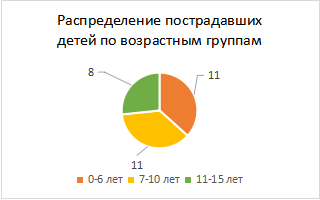 Распределение пострадавших
детей по возрастным группам
8
11
11
0-6 лет 7-10 лет 11-15 лет